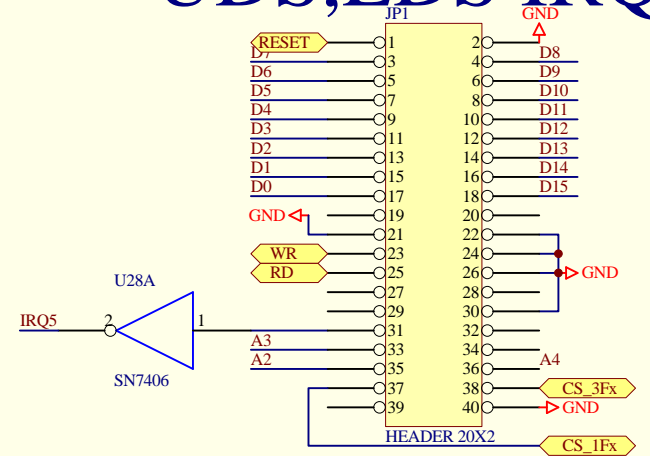 UDS,LDS IRQ
JP1
GND
RESET 1 2
D7 3 4 D8
D6 5 6 D9
D5 7 8 D10
D4 9 10 D11
D3 11 12 D12
D2 13 14 D13
D1 15 16 D14
D0 17 18 D15
GND 19 20
21 22
WR 23 24
RD 25 26 GND
U28A 27 28
29 30
IRQ5 2 1 31 32
A3 33 34
SN7406 A2 35 36 A4
37 38 CS_3Fx
39 40 GND
HEADER 20X2
CS_1Fx